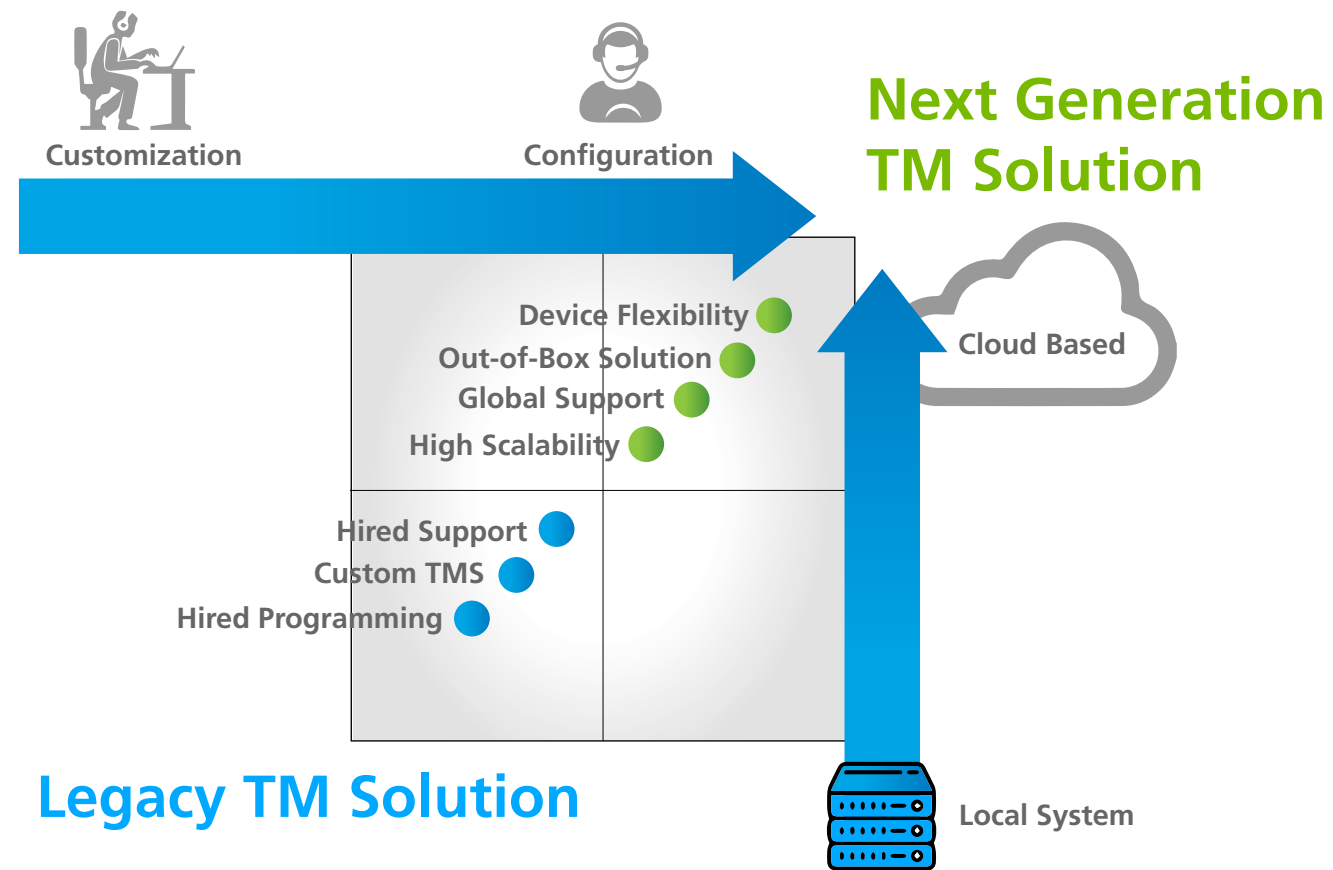 Next Generation
TM Solution
Customization
Configuration
Device Flexibility
Out-of-Box Solution
Global Support
High Scalability
Cloud Based
Hired Support
Custom TMS
Hired Programming
Legacy TM Solution
Local System